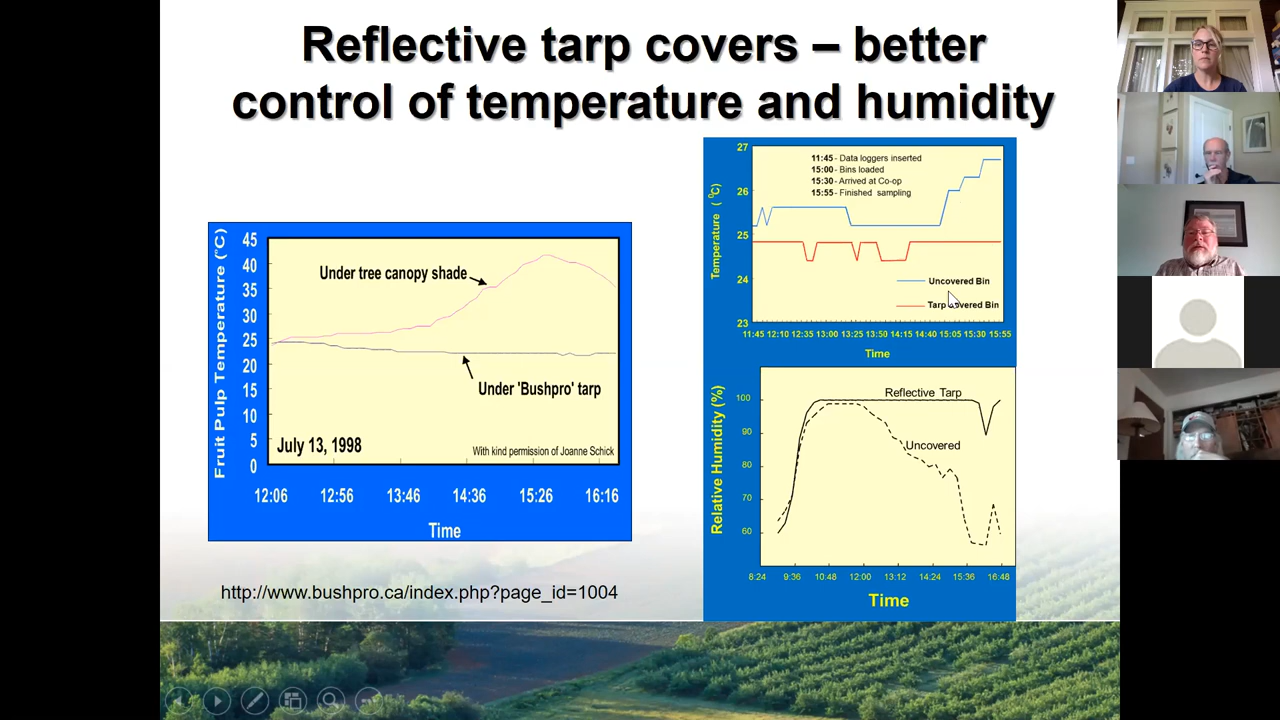 Reflective tarp covers – better
control of temperature and humidity
Fruit Pulp Temperature (°C)
45
40
35
30
25
20
15
10
5
0
Under tree canopy shade
Under 'Bushpro' tarp
July 13, 1998
With kind permission of Joanne Schick
12:06 12:56 13:46 14:36 15:26 16:16
Time
http://www.bushpro.ca/index.php?page_id=1004
Temperature (°C)
27
26
25
24
23
11:45 - Data loggers inserted
15:00 - Bins loaded
15:30 - Arrived at Co-op
15:55 - Finished sampling
Uncovered Bin
Tarp Covered Bin
11:45 12:10 12:35 13:00 13:25 13:50 14:15 14:40 15:05 15:30 15:55
Time
Relative Humidity (%)
100
90
80
70
60
Reflective Tarp
Uncovered
8:24 9:36 10:48 12:00 13:12 14:24 15:36 16:48
Time